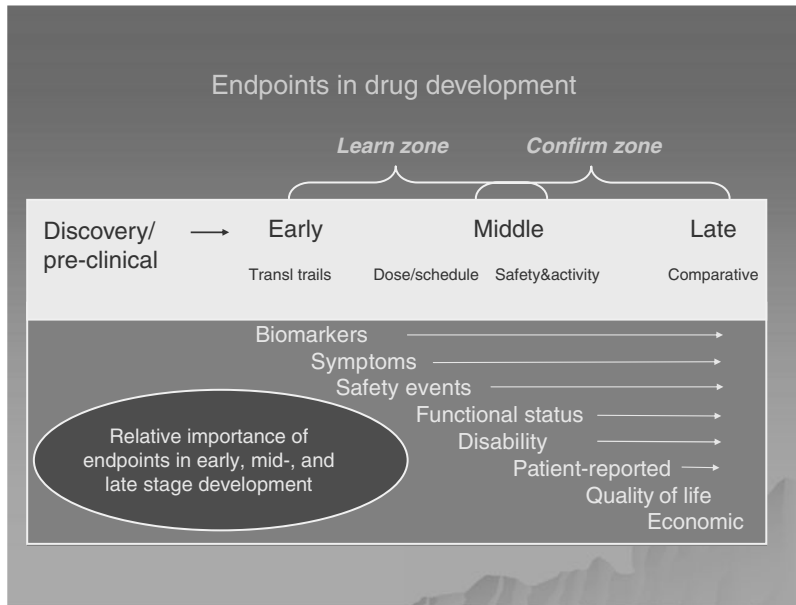 Endpoints in drug development
Learn zone Confirm zone
Discovery/ Early Middle Late
pre-clinical
Transl trails Dose/schedule Safety&activity Comparative
Biomarkers
Symptoms
Safety events
Functional status
Disability
Patient-reported
Quality of life
Economic
Relative importance of
endpoints in early, mid-, and
late stage development